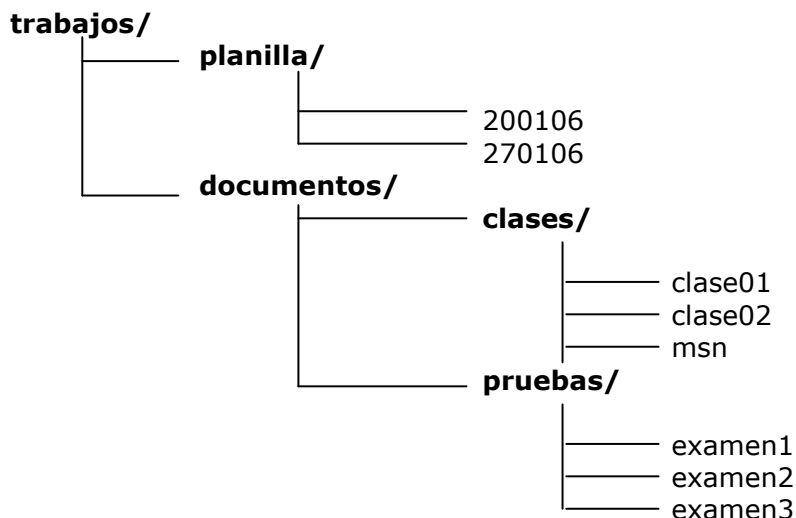 trabajos/
planilla/
200106
270106
documentos/
clases/
clase01
clase02
msn
pruebas/
examen1
examen2
examen3